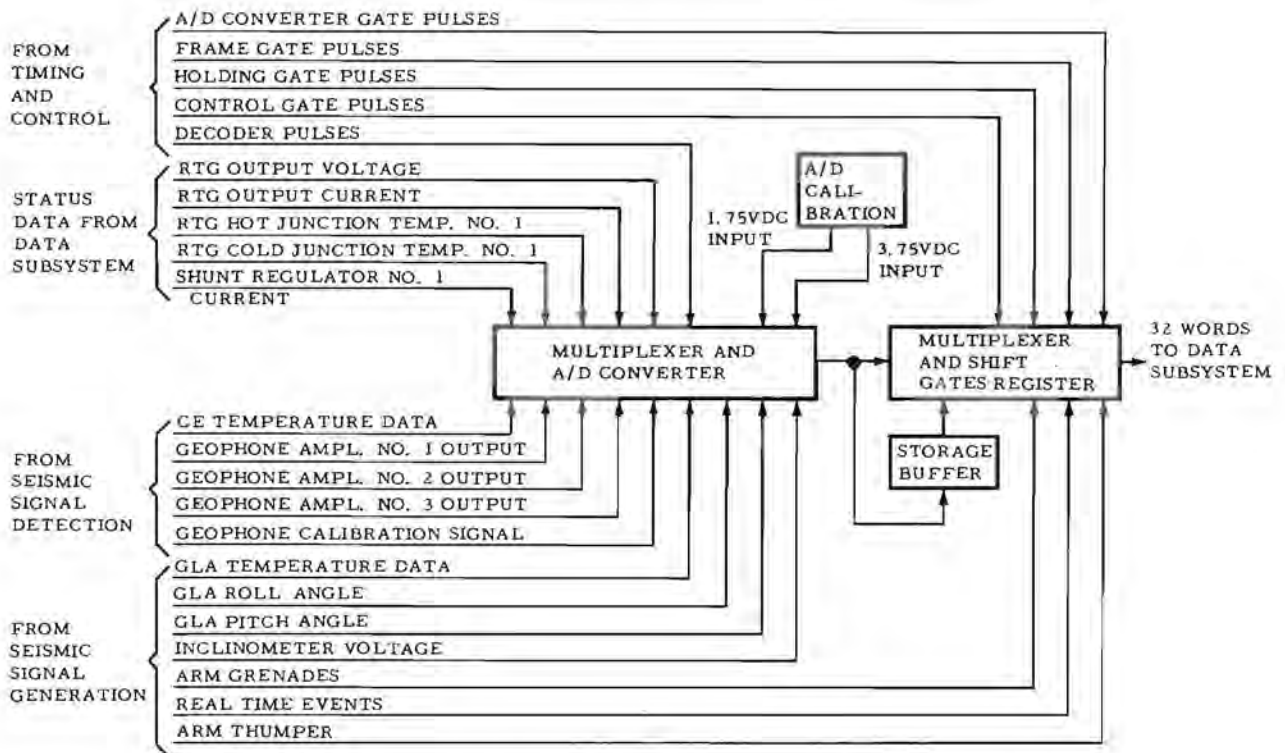 A/D CONVERTER GATE PULSES
FRAME GATE PULSES
HOLDING GATE PULSES
CONTROL GATE PULSES
DECODER PULSES
FROM
TIMING
AND
CONTROL
RTG OUTPUT VOLTAGE
RTG OUTPUT CURRENT
RTG HOT JUNCTION TEMP. NO. 1
RTG COLD JUNCTION TEMP. NO. 1
SHUNT REGULATOR NO. 1
CURRENT
STATUS
DATA FROM
DATA
SUBSYSTEM
A/D
CALI-
BRATION
1.75VDC
INPUT
3.75VDC
INPUT
MULTIPLEXER AND
A/D CONVERTER
MULTIPLEXER
AND SHIFT
GATES REGISTER
32 WORDS
TO DATA
SUBSYSTEM
STORAGE
BUFFER
CE TEMPERATURE DATA
GEOPHONE AMPL. NO. 1 OUTPUT
GEOPHONE AMPL. NO. 2 OUTPUT
GEOPHONE AMPL. NO. 3 OUTPUT
GEOPHONE CALIBRATION SIGNAL
FROM
SEISMIC
SIGNAL
DETECTION
GLA TEMPERATURE DATA
GLA ROLL ANGLE
GLA PITCH ANGLE
INCLINOMETER VOLTAGE
ARM GRENADES
REAL TIME EVENTS
ARM THUMPER
FROM
SEISMIC
SIGNAL
GENERATION